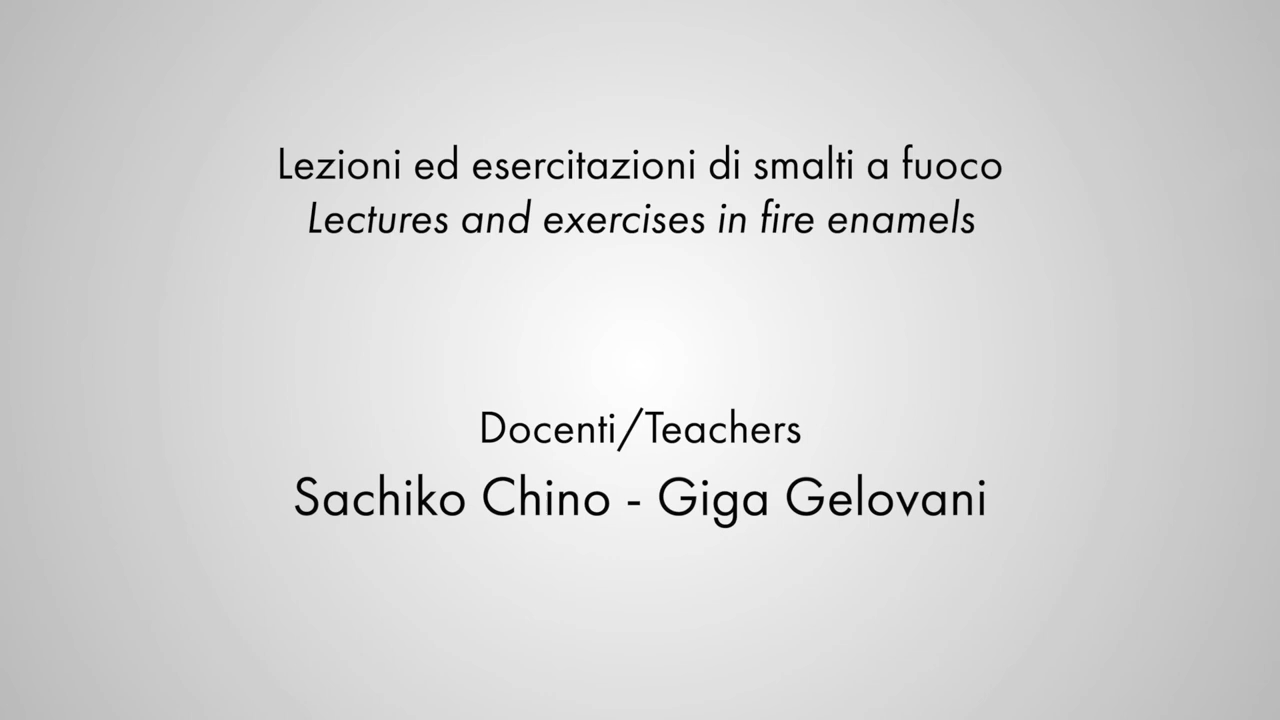 Lezioni ed esercitazioni di smalti a fuoco
Lectures and exercises in fire enamels
Docenti/Teachers
Sachiko Chino - Giga Gelovani